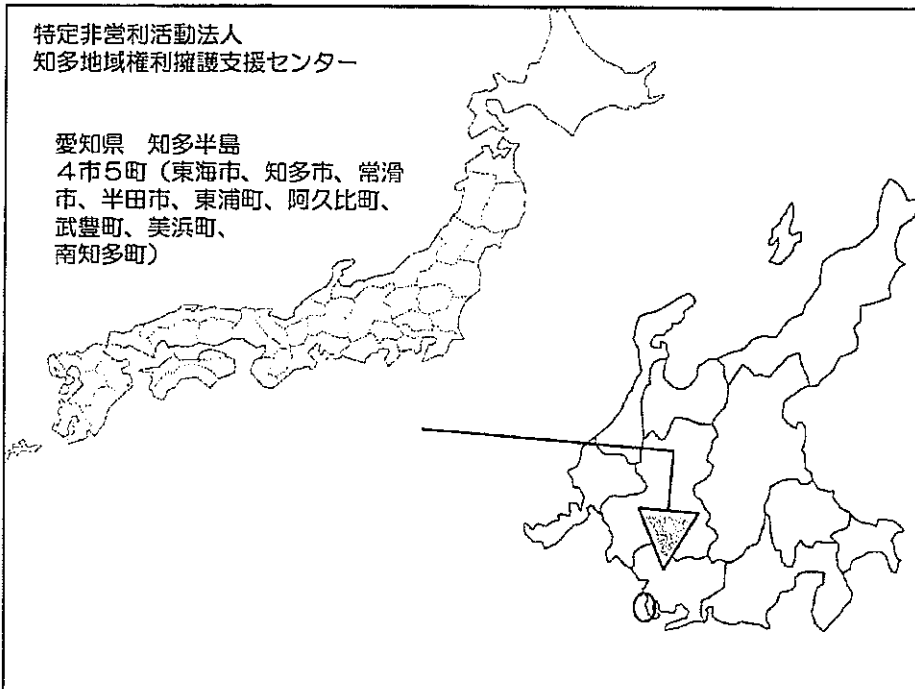 特定非営利活動法人
知多地域権利擁護支援センター
愛知県　知多半島
４市５町（東海市、知多市、常滑
市、半田市、東浦町、阿久比町、
武豊町、美浜町、
南知多町）